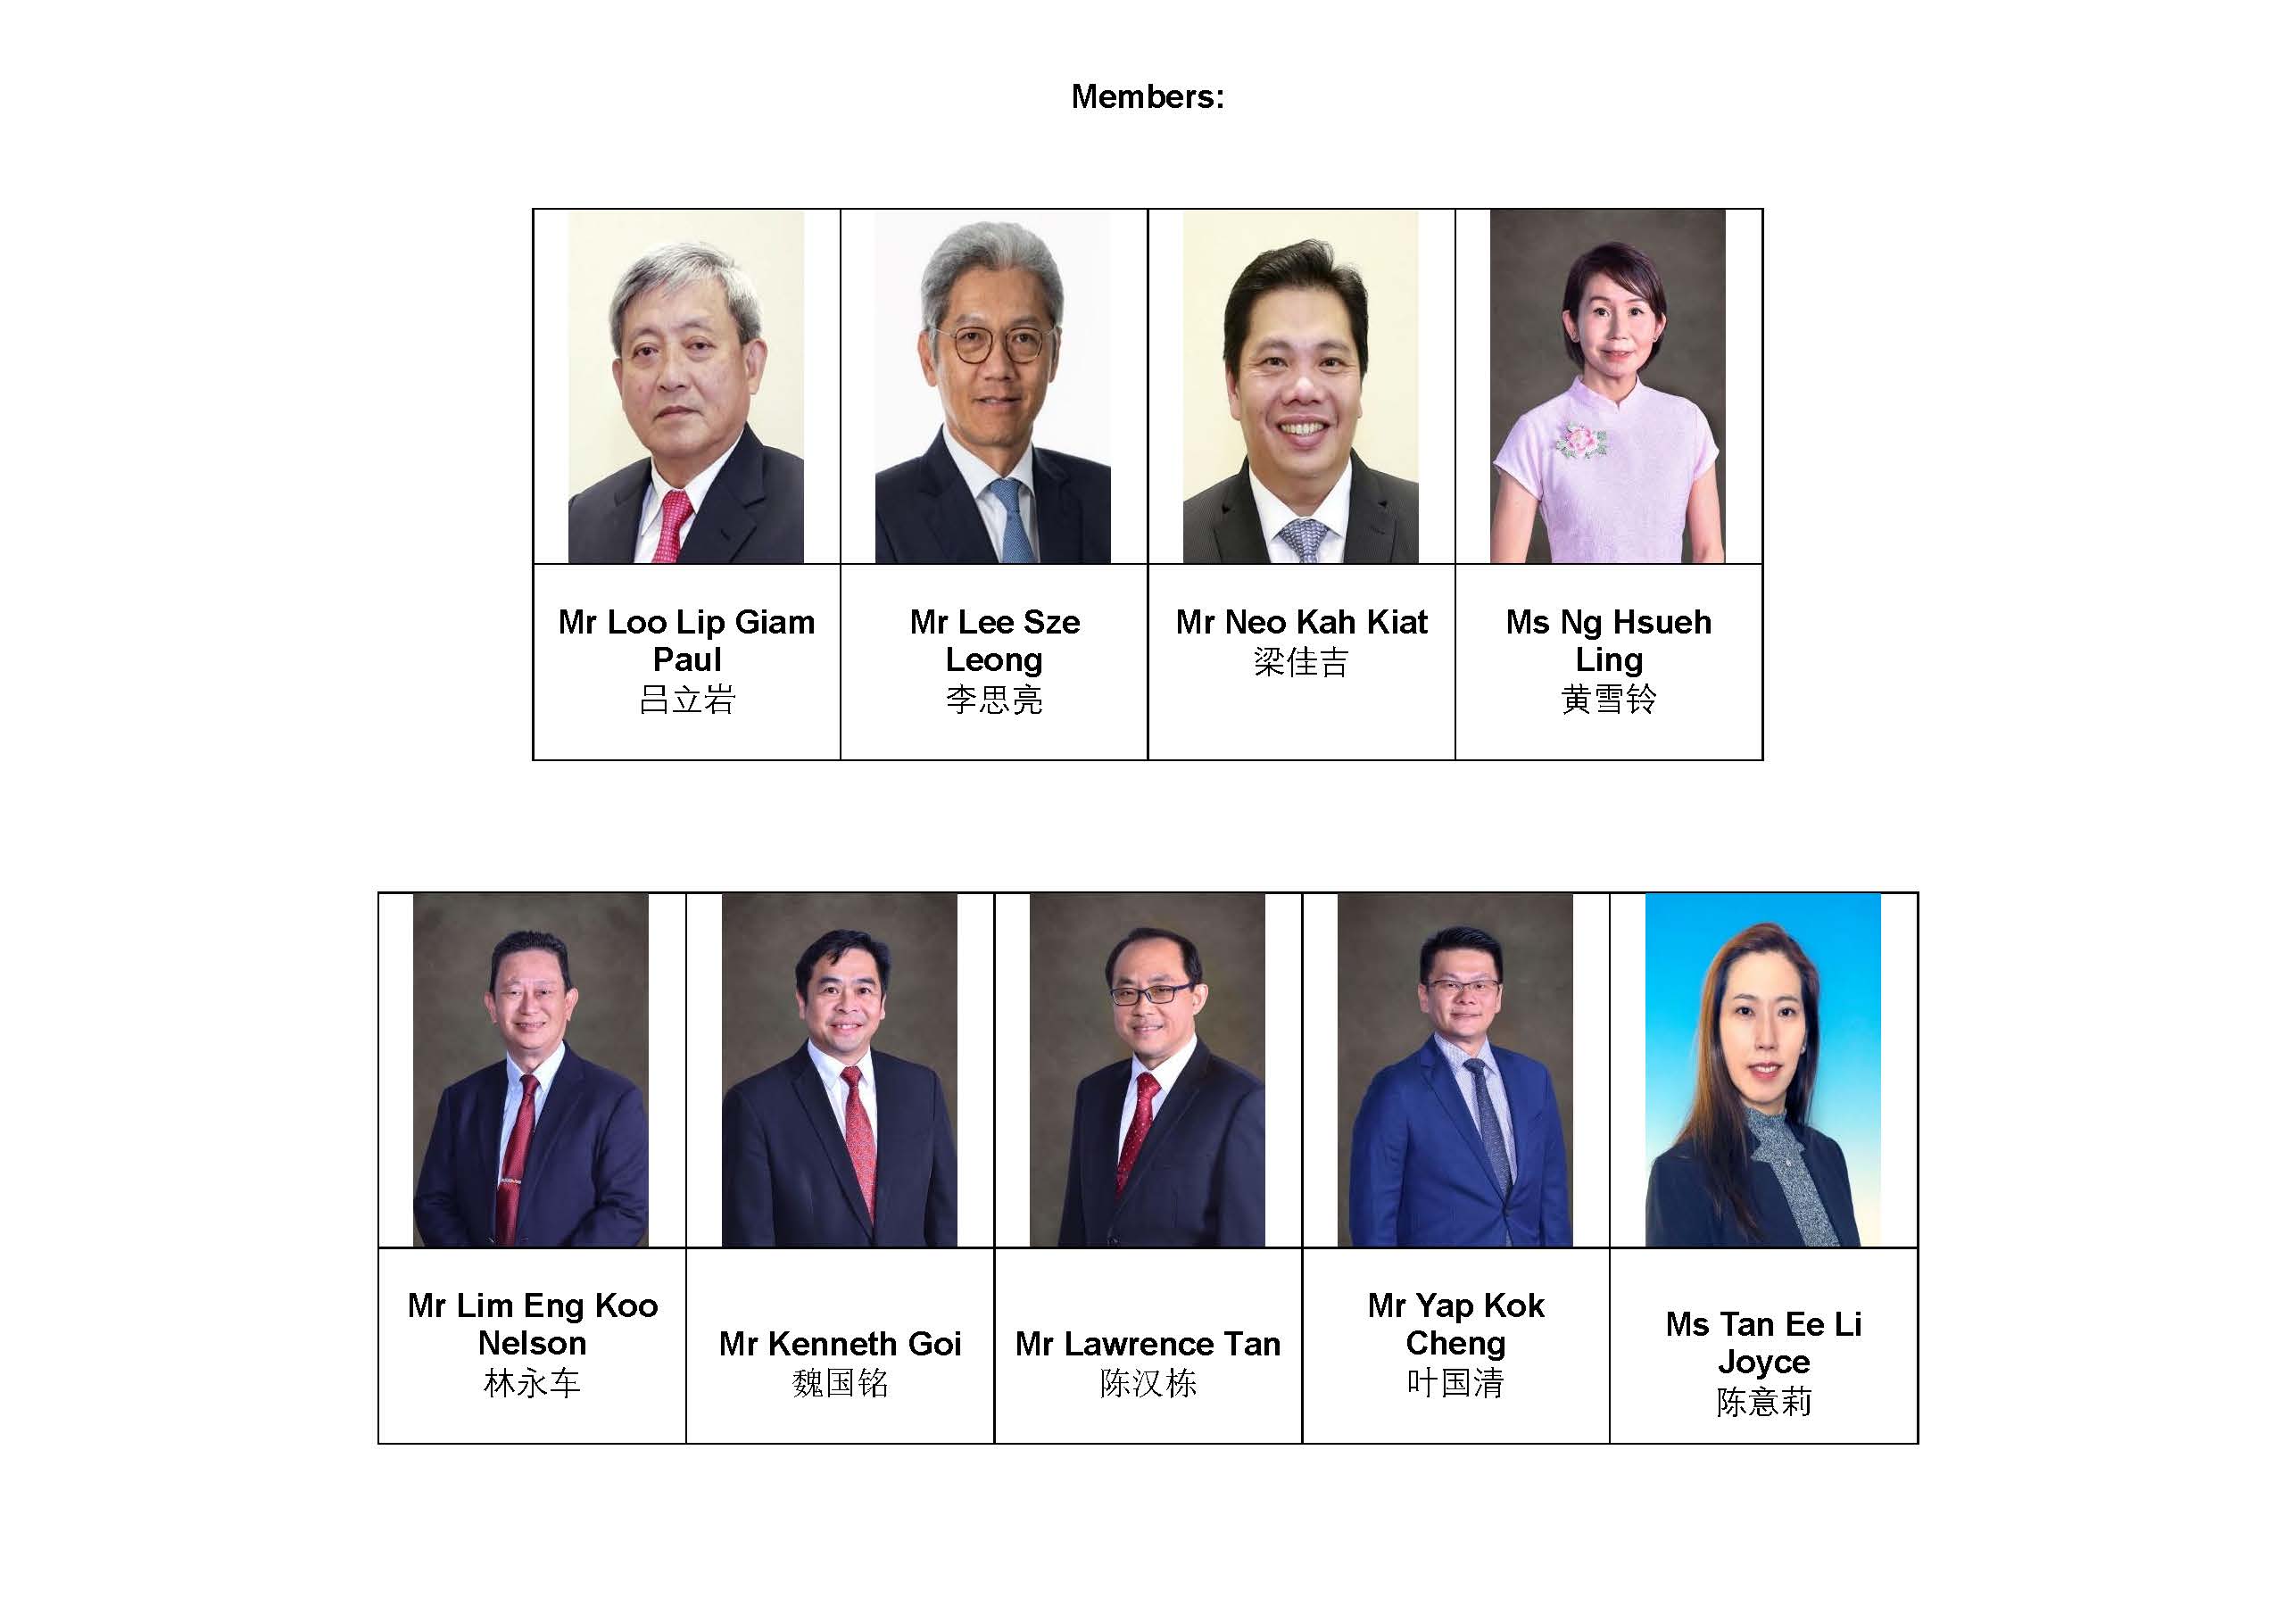 Members:
Mr Loo Lip Giam
Paul
吕立岩
Mr Lee Sze
Leong
李思亮
Mr Neo Kah Kiat
梁佳吉
Ms Ng Hsueh
Ling
黄雪铃
Mr Lim Eng Koo
Nelson
林永车
Mr Kenneth Goi
魏国铭
Mr Lawrence Tan
陈汉栋
Mr Yap Kok
Cheng
叶国清
Ms Tan Ee Li
Joyce
陈意莉